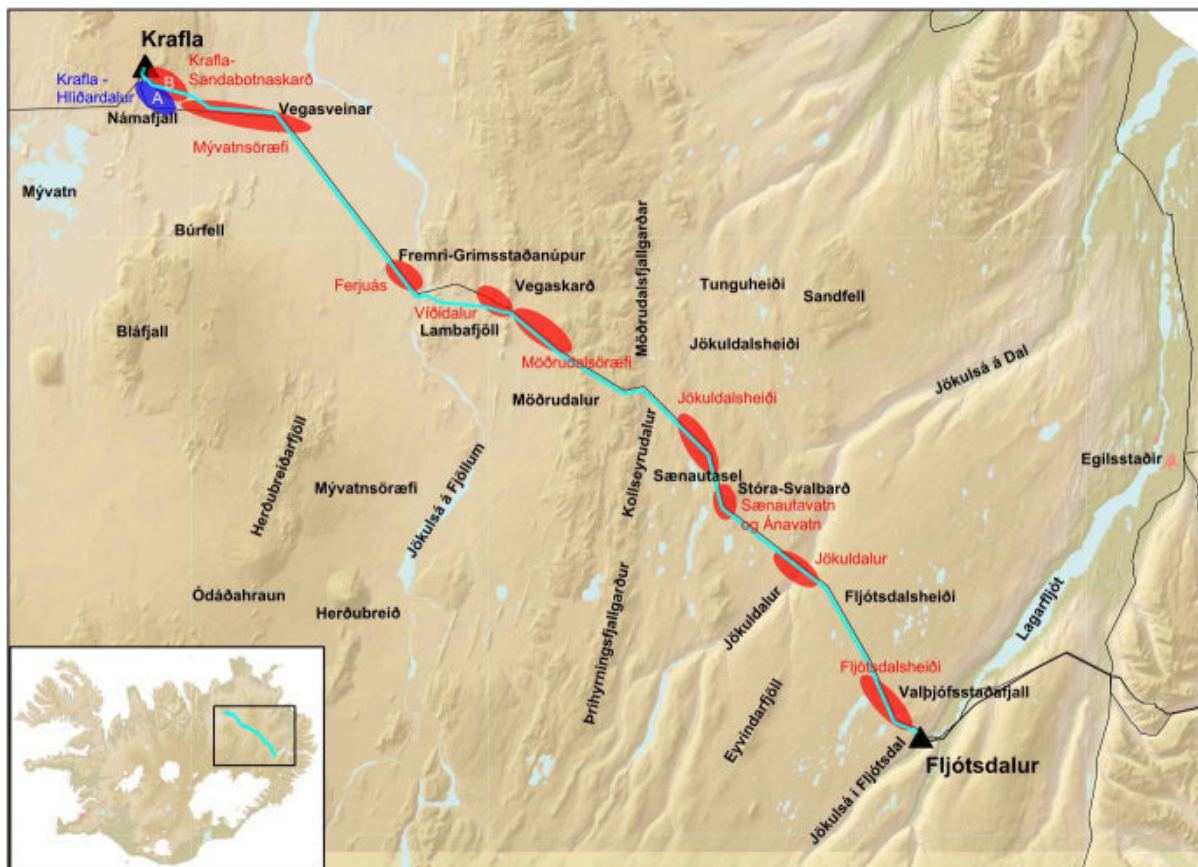 Krafla
Krafla-
Sandabotnaskarð
Krafla -
Hlíðardalur
B
A
Námafjall
Vegasveinar
Mývatnsöræfi
Mývatn
Búrfell
Fremri-Grímsstaðanúpur
Ferjuás
Vegaskarð
Víðidalur
Lambafjöll
Möðrudalsfjallgarðar
Tunguheiði
Sandfell
Bláfjall
Jökuldalsheiði
Möðrudalsöræfi
Jökulsá á Dal
Möðrudalur
Jökuldalsheiði
Herðubreiðarfjöll
Mývatnsöræfi
Jökulsá á Fjöllum
Kollseyrudalur
Sænautasel
Stóra-Svalbarð
Sænautavatn
og Ánavatn
Egilsstaðir
Jökuldalur
Ódáðahraun
Herðubreið
Fljótsdalsheiði
Lagarfljót
Jökuldalur
Þríhyrningsfjallgarður
Fljótsdalsheiði
Valþjófsstaðafjall
Eyvindarfjöll
Jökulsá í Fljótsdal
Fljótsdalur